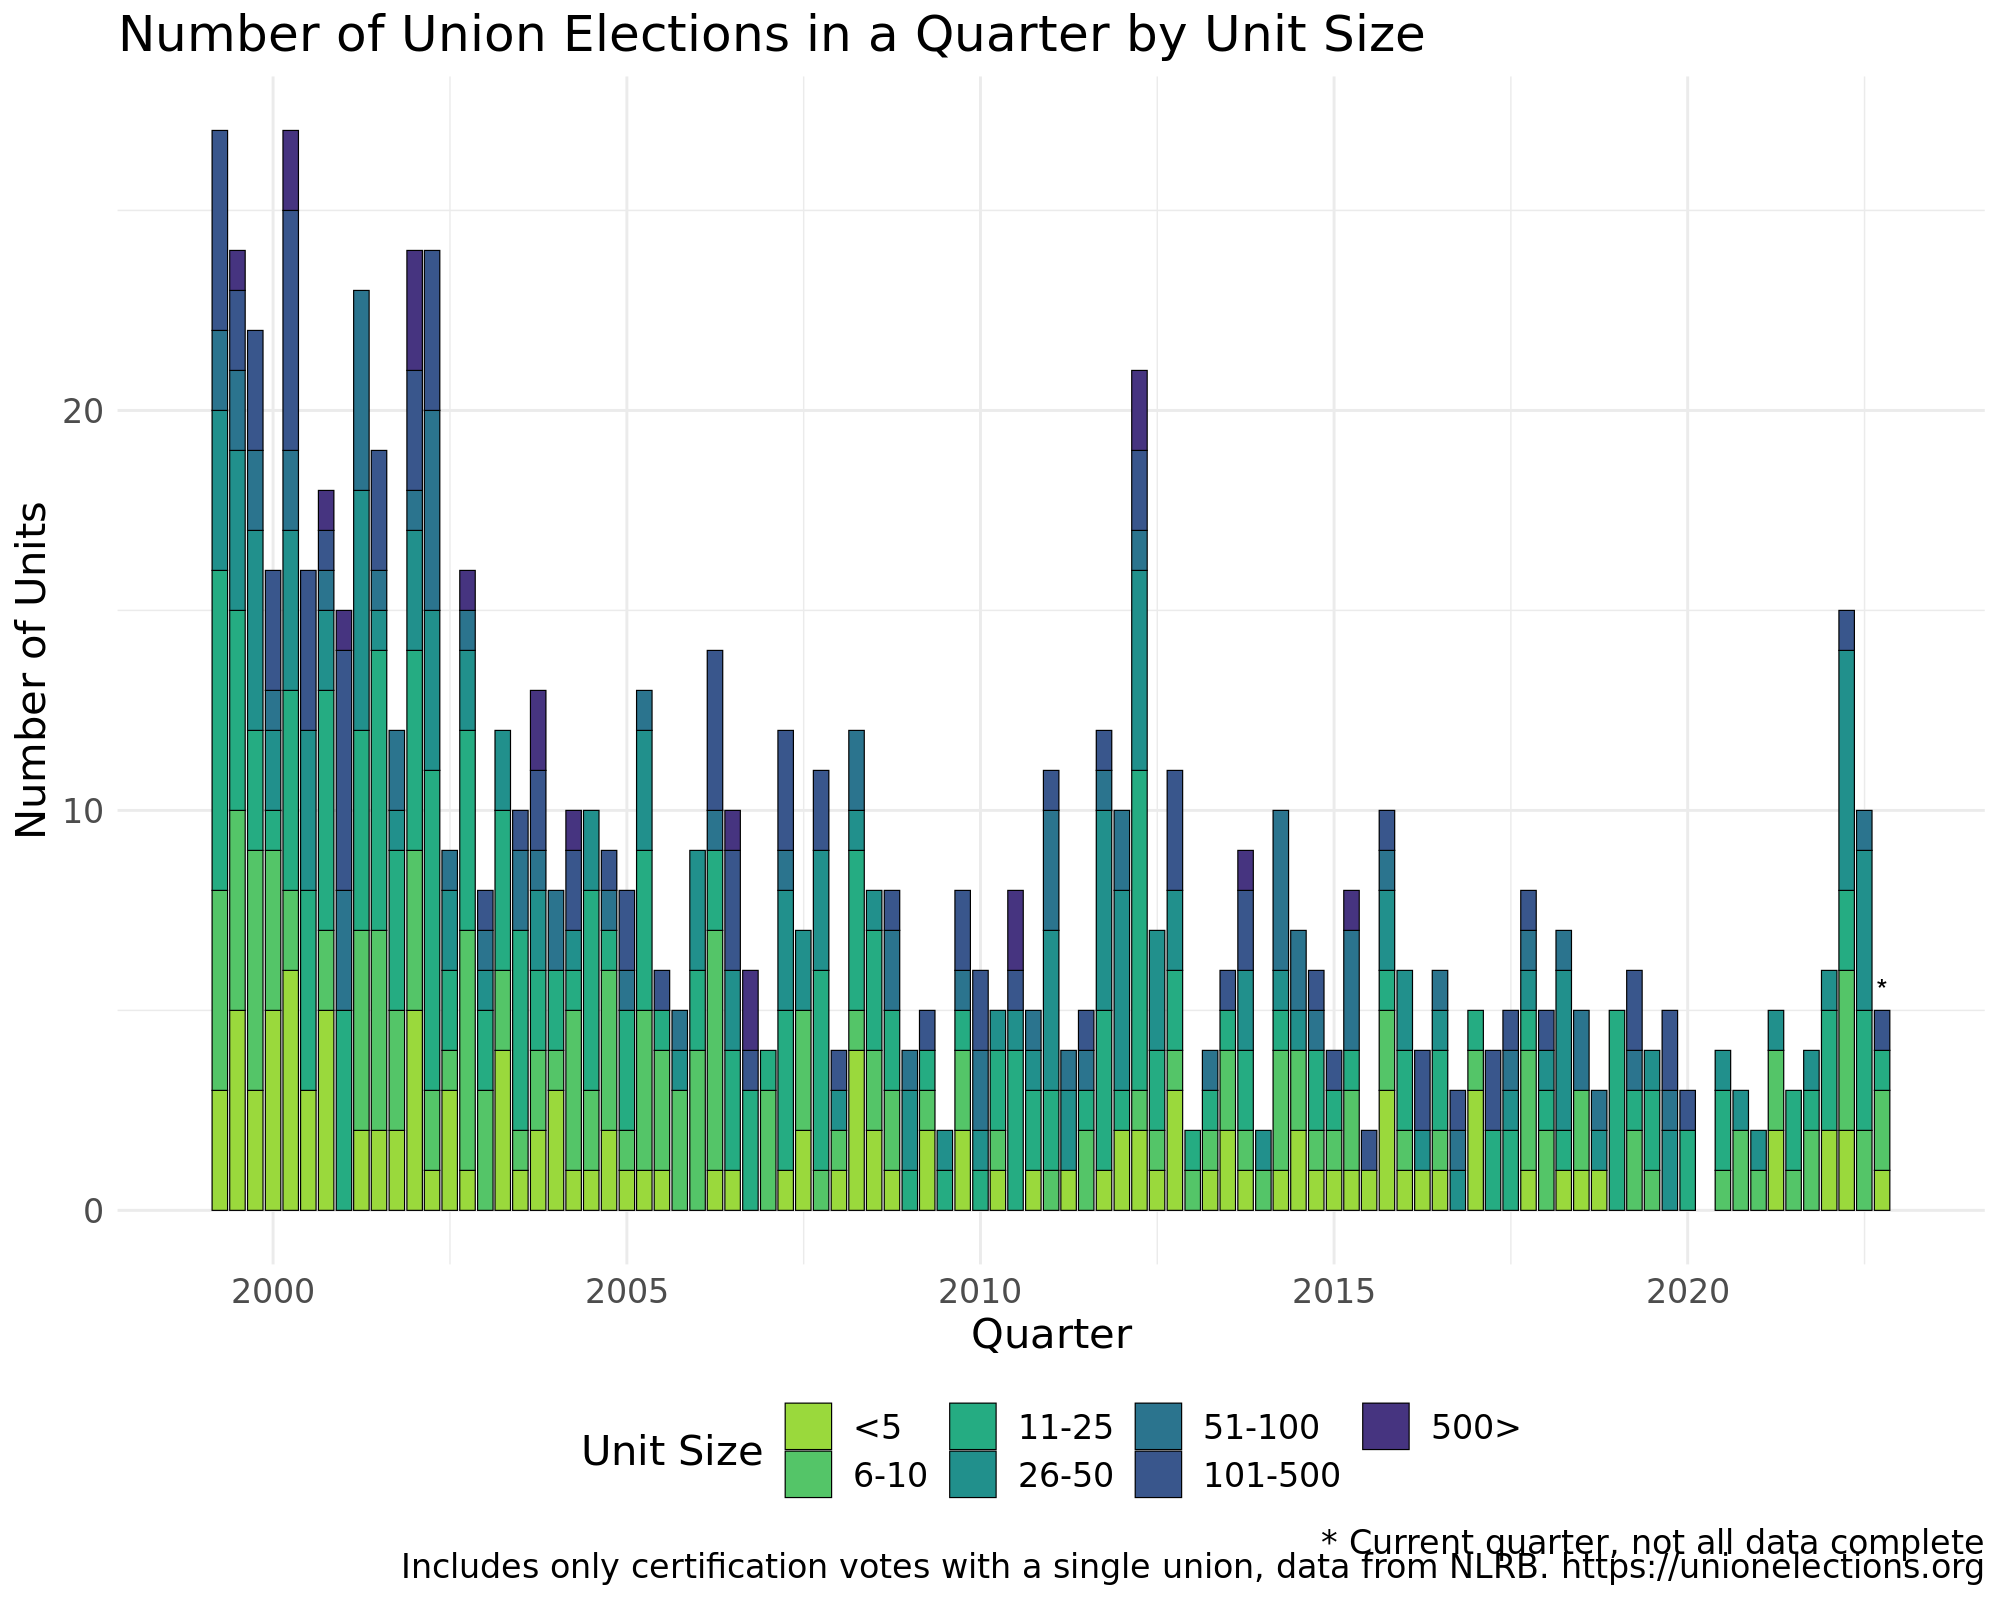 Number of Union Elections in a Quarter by Unit Size
Number of Units
20
10
0
*
2000 2005 2010 2015 2020
Quarter
Unit Size
<5 11-25 51-100 500>
6-10 26-50 101-500
* Current quarter, not all data complete
Includes only certification votes with a single union, data from NLRB. https://unionelections.org